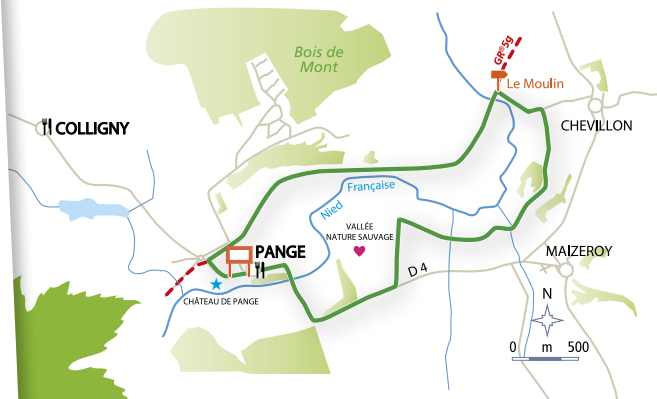 Bois de
Mont
GR®5g
Le Moulin
COLLIGNY
CHEVILLON
Nied
Française
VALLÉE
NATURE SAUVAGE
PANGE
MAIZEROY
D 4
CHÂTEAU DE PANGE
N
0 m 500